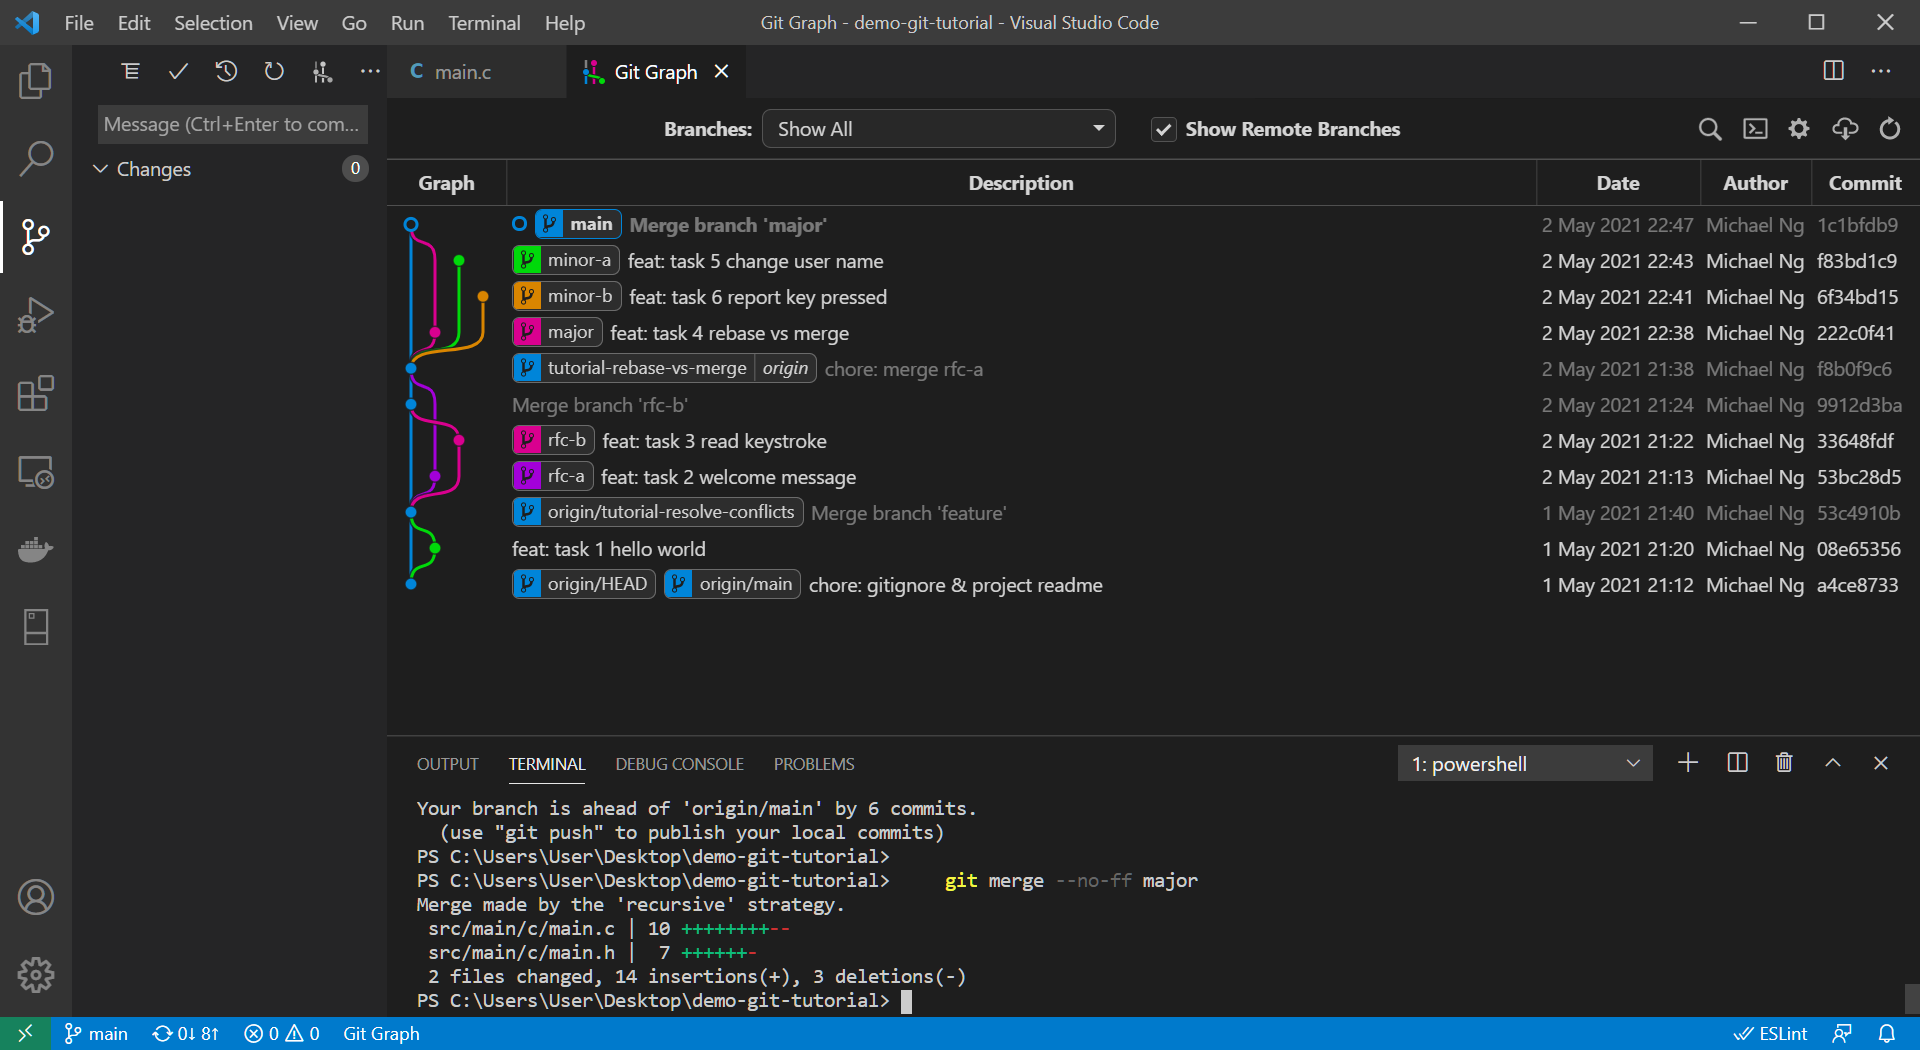 File Edit Selection View Go Run Terminal Help Git Graph - demo-git-tutorial - Visual Studio Code
C main.c Git Graph
Message (Ctrl+Enter to com...
Changes 0
Branches: Show All Show Remote Branches
Graph Description Date Author Commit
main Merge branch 'major' 2 May 2021 22:47 Michael Ng 1c1bfdb9
minor-a feat: task 5 change user name 2 May 2021 22:43 Michael Ng f83bd1c9
minor-b feat: task 6 report key pressed 2 May 2021 22:41 Michael Ng 6f34bd15
major feat: task 4 rebase vs merge 2 May 2021 22:38 Michael Ng 222c0f41
tutorial-rebase-vs-merge origin chore: merge rfc-a 2 May 2021 21:38 Michael Ng f8b0f9c6
Merge branch 'rfc-b' 2 May 2021 21:24 Michael Ng 9912d3ba
rfc-b feat: task 3 read keystroke 2 May 2021 21:22 Michael Ng 33648fdf
rfc-a feat: task 2 welcome message 2 May 2021 21:13 Michael Ng 53bc28d5
origin/tutorial-resolve-conflicts Merge branch 'feature' 1 May 2021 21:40 Michael Ng 53c4910b
feat: task 1 hello world 1 May 2021 21:20 Michael Ng 08e65356
origin/HEAD origin/main chore: gitignore & project readme 1 May 2021 21:12 Michael Ng a4ce8733
OUTPUT TERMINAL DEBUG CONSOLE PROBLEMS 1: powershell
Your branch is ahead of 'origin/main' by 6 commits.
(use "git push" to publish your local commits)
PS C:\Users\User\Desktop\demo-git-tutorial>
PS C:\Users\User\Desktop\demo-git-tutorial> git merge --no-ff major
Merge made by the 'recursive' strategy.
src/main/c/main.c | 10 ++++++++--
src/main/c/main.h | 7 ++++++-
2 files changed, 14 insertions(+), 3 deletions(-)
PS C:\Users\User\Desktop\demo-git-tutorial>
main 0↓ 8↑ 0 0 Git Graph ESLint